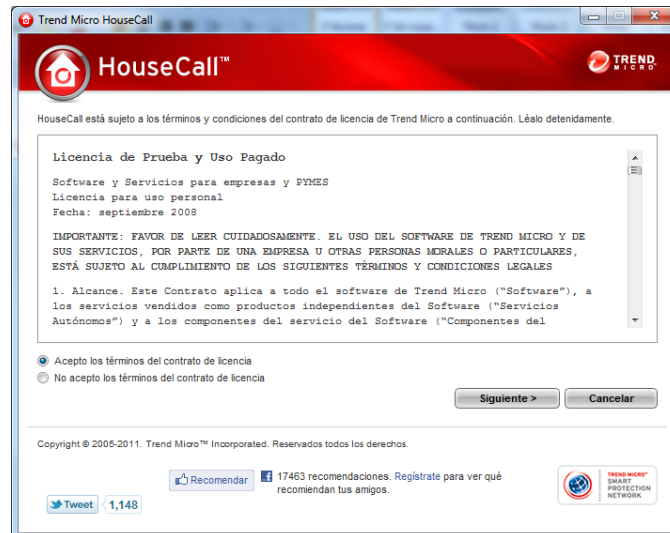 Trend Micro HouseCall
HouseCall™
TREND
MICRO
HouseCall está sujeto a los términos y condiciones del contrato de licencia de Trend Micro a continuación. Léalo detenidamente.
Licencia de Prueba y Uso Pagado
Software y Servicios para empresas y PYMES
Licencia para uso personal
Fecha: septiembre 2008
IMPORTANTE: FAVOR DE LEER CUIDADOSAMENTE. EL USO DEL SOFTWARE DE TREND MICRO Y DE
SUS SERVICIOS, POR PARTE DE UNA EMPRESA U OTRAS PERSONAS MORALES O PARTICULARES,
ESTÁ SUJETO AL CUMPLIMIENTO DE LOS SIGUIENTES TÉRMINOS Y CONDICIONES LEGALES
1. Alcance. Este Contrato aplica a todo el software de Trend Micro (“Software”), a
los servicios vendidos como productos independientes del Software (“Servicios
Autónomos”) y a los componentes del servicio del Software (“Componentes del
Acepto los términos del contrato de licencia
No acepto los términos del contrato de licencia
Siguiente >
Cancelar
Copyright © 2005-2011. Trend Micro™ Incorporated. Reservados todos los derechos.
Recomendar
17463 recomendaciones. Regístrate para ver qué
recomiendan tus amigos.
TREND MICRO™
SMART
PROTECTION
NETWORK
Tweet
1,148